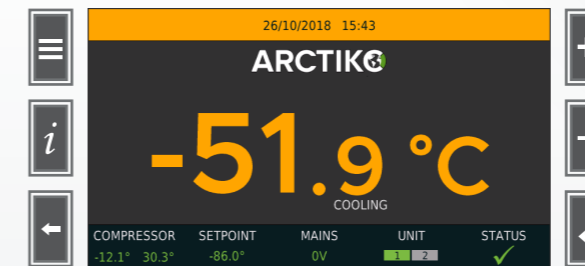 26/10/2018 15:43
ARCTIKO
i
-51.9 °C
COOLING
COMPRESSOR SETPOINT MAINS UNIT STATUS
-12.1° 30.3° -86.0° 0V 1 2